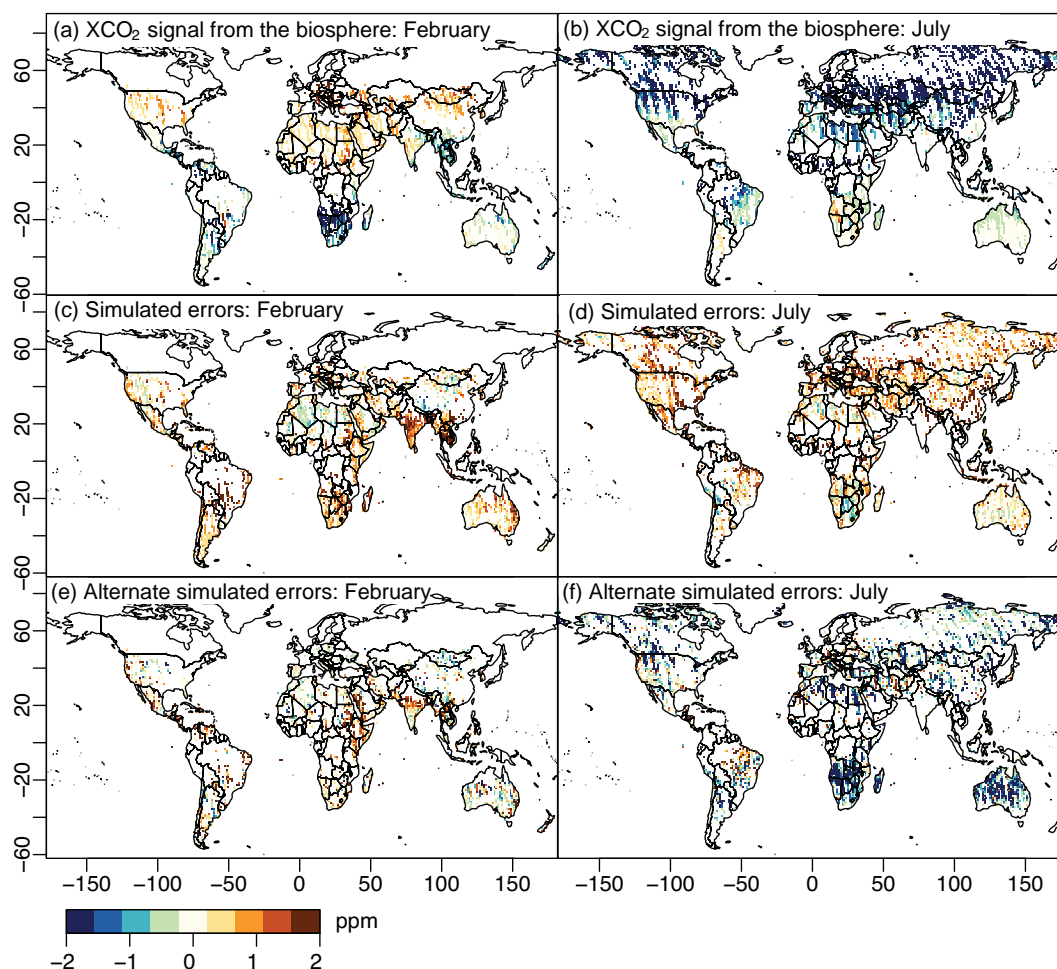 (a) XCO₂ signal from the biosphere: February
(b) XCO₂ signal from the biosphere: July
60
20
−20
−60
(c) Simulated errors: February
(d) Simulated errors: July
60
20
−20
−60
(e) Alternate simulated errors: February
(f) Alternate simulated errors: July
60
20
−20
−60
−150 −100 −50 0 50 100 150
−150 −100 −50 0 50 100 150
ppm
−2 −1 0 1 2